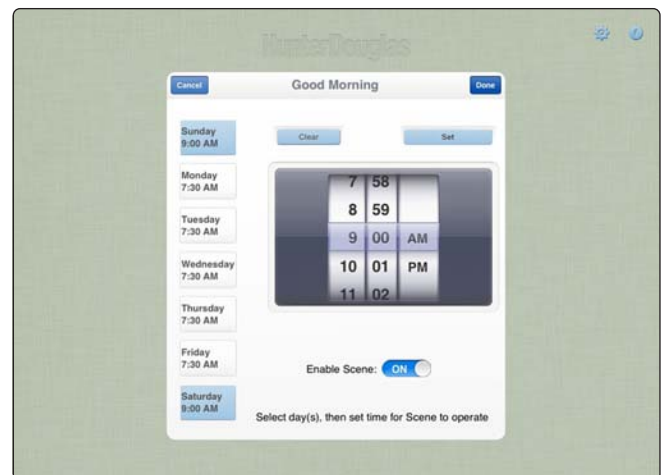 HunterDouglas
Cancel
Good Morning
Done
Sunday
9:00 AM
Clear
Set
Monday
7:30 AM
Tuesday
7:30 AM
Wednesday
7:30 AM
Thursday
7:30 AM
Friday
7:30 AM
Saturday
9:00 AM
7 58
8 59
9 00 AM
10 01 PM
11 02
Enable Scene: ON
Select day(s), then set time for Scene to operate